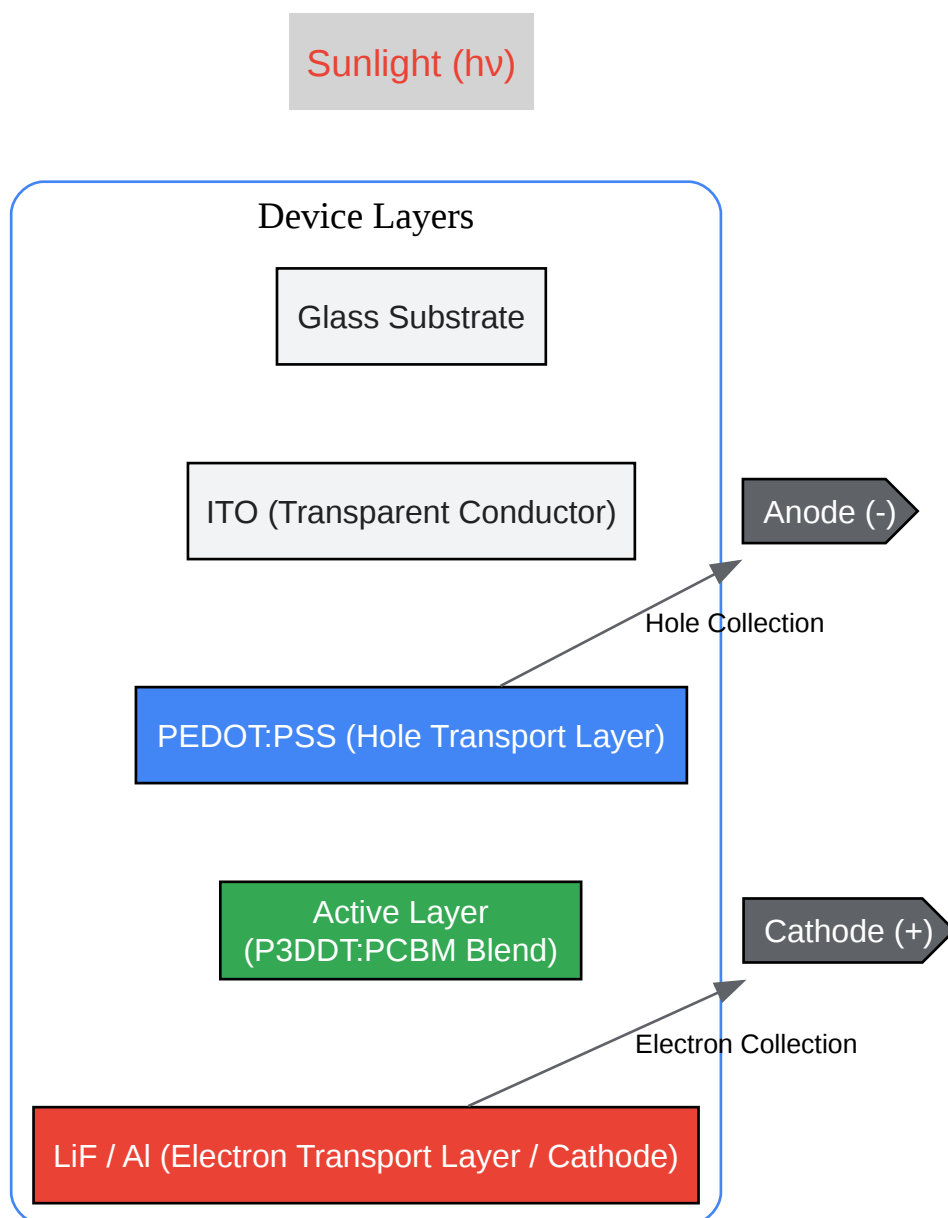 Sunlight (hν)
Device Layers
Glass Substrate
ITO (Transparent Conductor)
Anode (-)
Hole Collection
PEDOT:PSS (Hole Transport Layer)
Active Layer
(P3DDT:PCBM Blend)
Cathode (+)
Electron Collection
LiF / Al (Electron Transport Layer / Cathode)